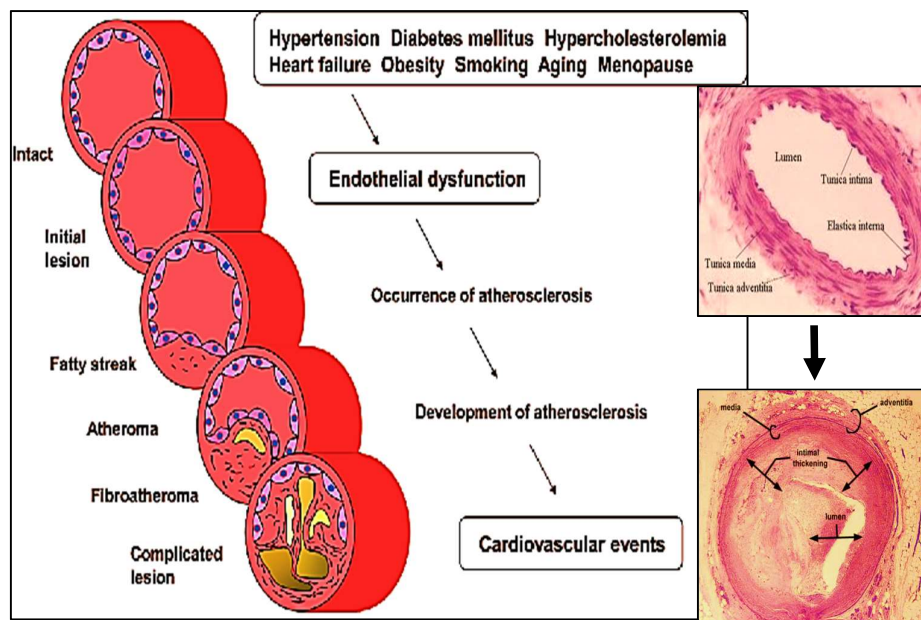 Hypertension Diabetes mellitus Hypercholesterolemia
Heart failure Obesity Smoking Aging Menopause
Intact
Initial
lesion
Fatty streak
Atheroma
Fibroatheroma
Complicated
lesion
Endothelial dysfunction
Occurrence of atherosclerosis
Development of atherosclerosis
Cardiovascular events
Lumen
Tunica intima
Elastica interna
Tunica media
Tunica adventitia
media
adventitia
intimal
thickening
lumen